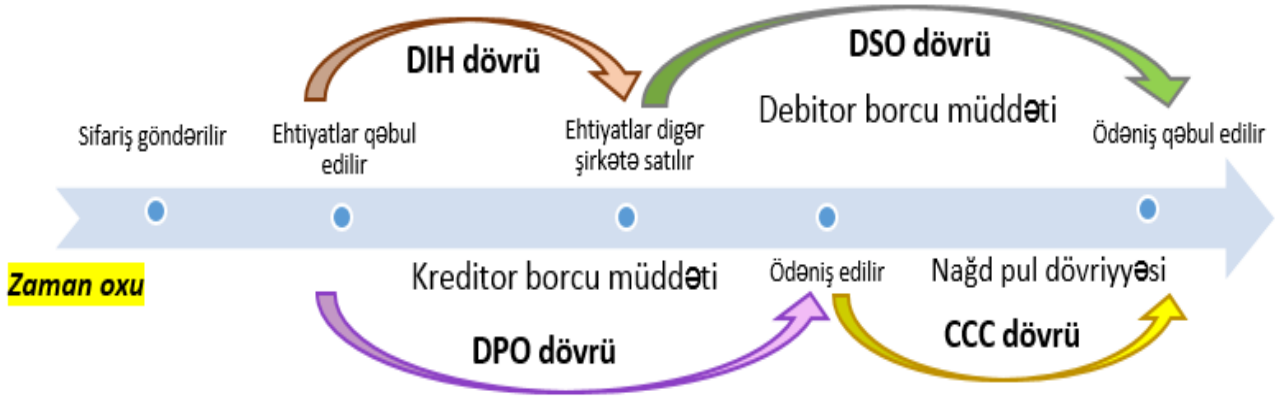 DIH dövrü
DSO dövrü
Debitor borcu müddəti
Sifariş göndərilir
Ehtiyatlar qəbul
edilir
Ehtiyatlar digər
şirkətə satılır
Ödəniş qəbul edilir
Zaman oxu
Kreditor borcu müddəti
Ödəniş edilir
Nağd pul dövriyyəsi
DPO dövrü
CCC dövrü